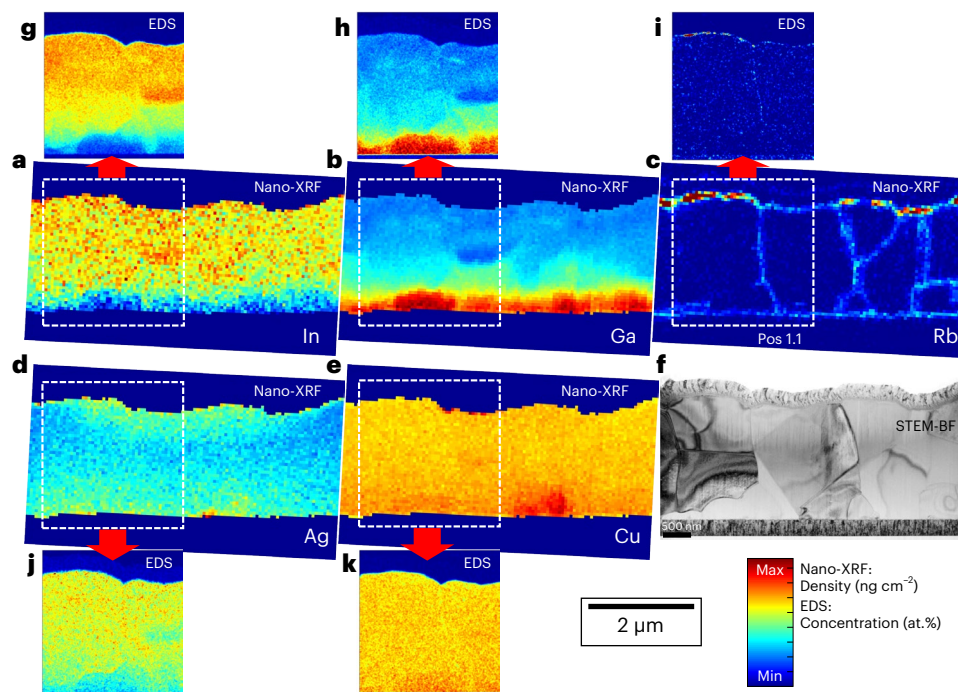 g
EDS
h
EDS
i
EDS
a
Nano-XRF
In
b
Nano-XRF
Ga
c
Nano-XRF
Pos 1.1
Rb
d
Nano-XRF
Ag
e
Nano-XRF
Cu
f
STEM-BF
500 nm
j
EDS
k
EDS
2 µm
Max
Min
Nano-XRF:
Density (ng cm⁻²)
EDS:
Concentration (at.%)